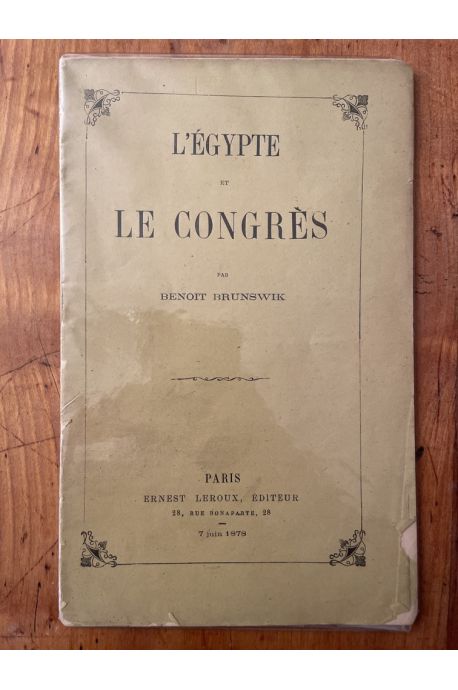 L'ÉGYPTE
ET
LE CONGRÈS
PAR
BENOIT BRUNSWIK
PARIS
ERNEST LEROUX, ÉDITEUR
28, RUE BONAPARTE, 28
7 juin 1878